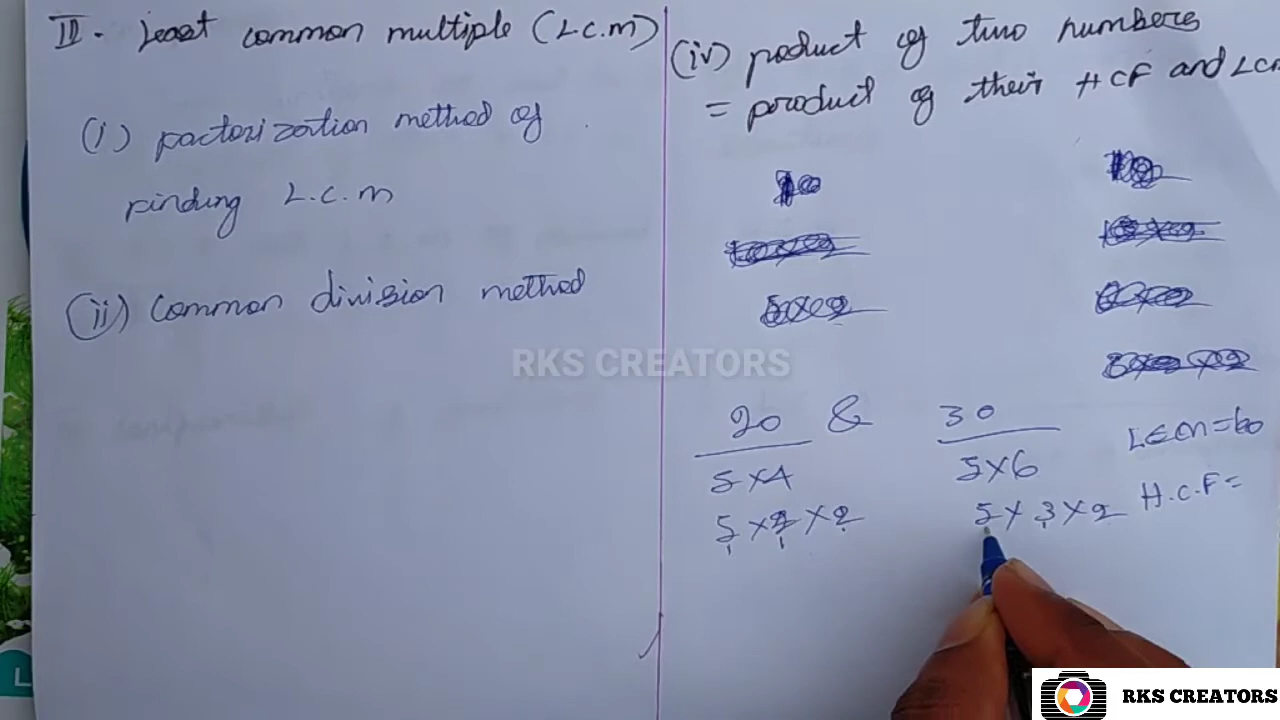 II. Least common multiple (L.C.M)
(i) factorization method of
finding L.C.M
(ii) common division method
(iv) product of two numbers
= product of their HCF and LCM
20 & 30
5×4 5×6
5×2×2 5×3×2
LCM=60
H.C.F=
RKS CREATORS
L
RKS CREATORS